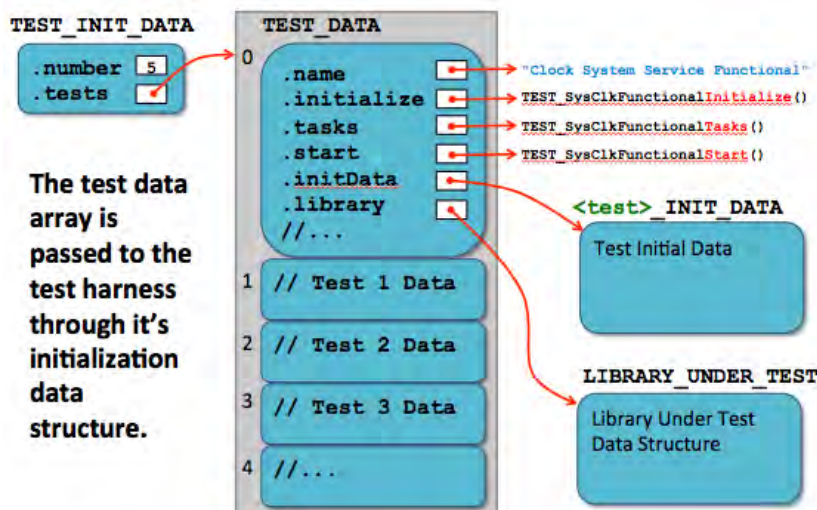 TEST_INIT_DATA
.number 5
.tests
The test data
array is
passed to the
test harness
through it's
initialization
data
structure.
TEST_DATA
0
.name
.initialize
.tasks
.start
.initData
.library
//...
1 // Test 1 Data
2 // Test 2 Data
3 // Test 3 Data
4 //...
"Clock System Service Functional"
TEST_SysClkFunctionalInitialize()
TEST_SysClkFunctionalTasks()
TEST_SysClkFunctionalStart()
<test>_INIT_DATA
Test Initial Data
LIBRARY_UNDER_TEST
Library Under Test
Data Structure